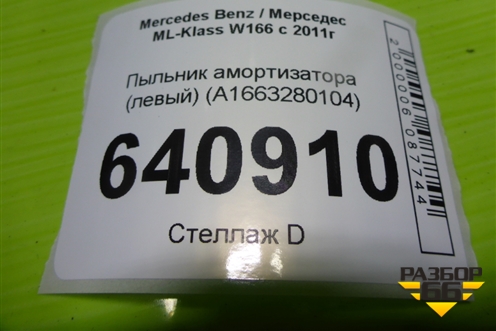 Mercedes Benz / Мерседес
ML-Klass W166 с 2011г
Пыльник амортизатора
(левый) (A1663280104)
640910
Стеллаж D
2000006087744
РАЗБОР
66